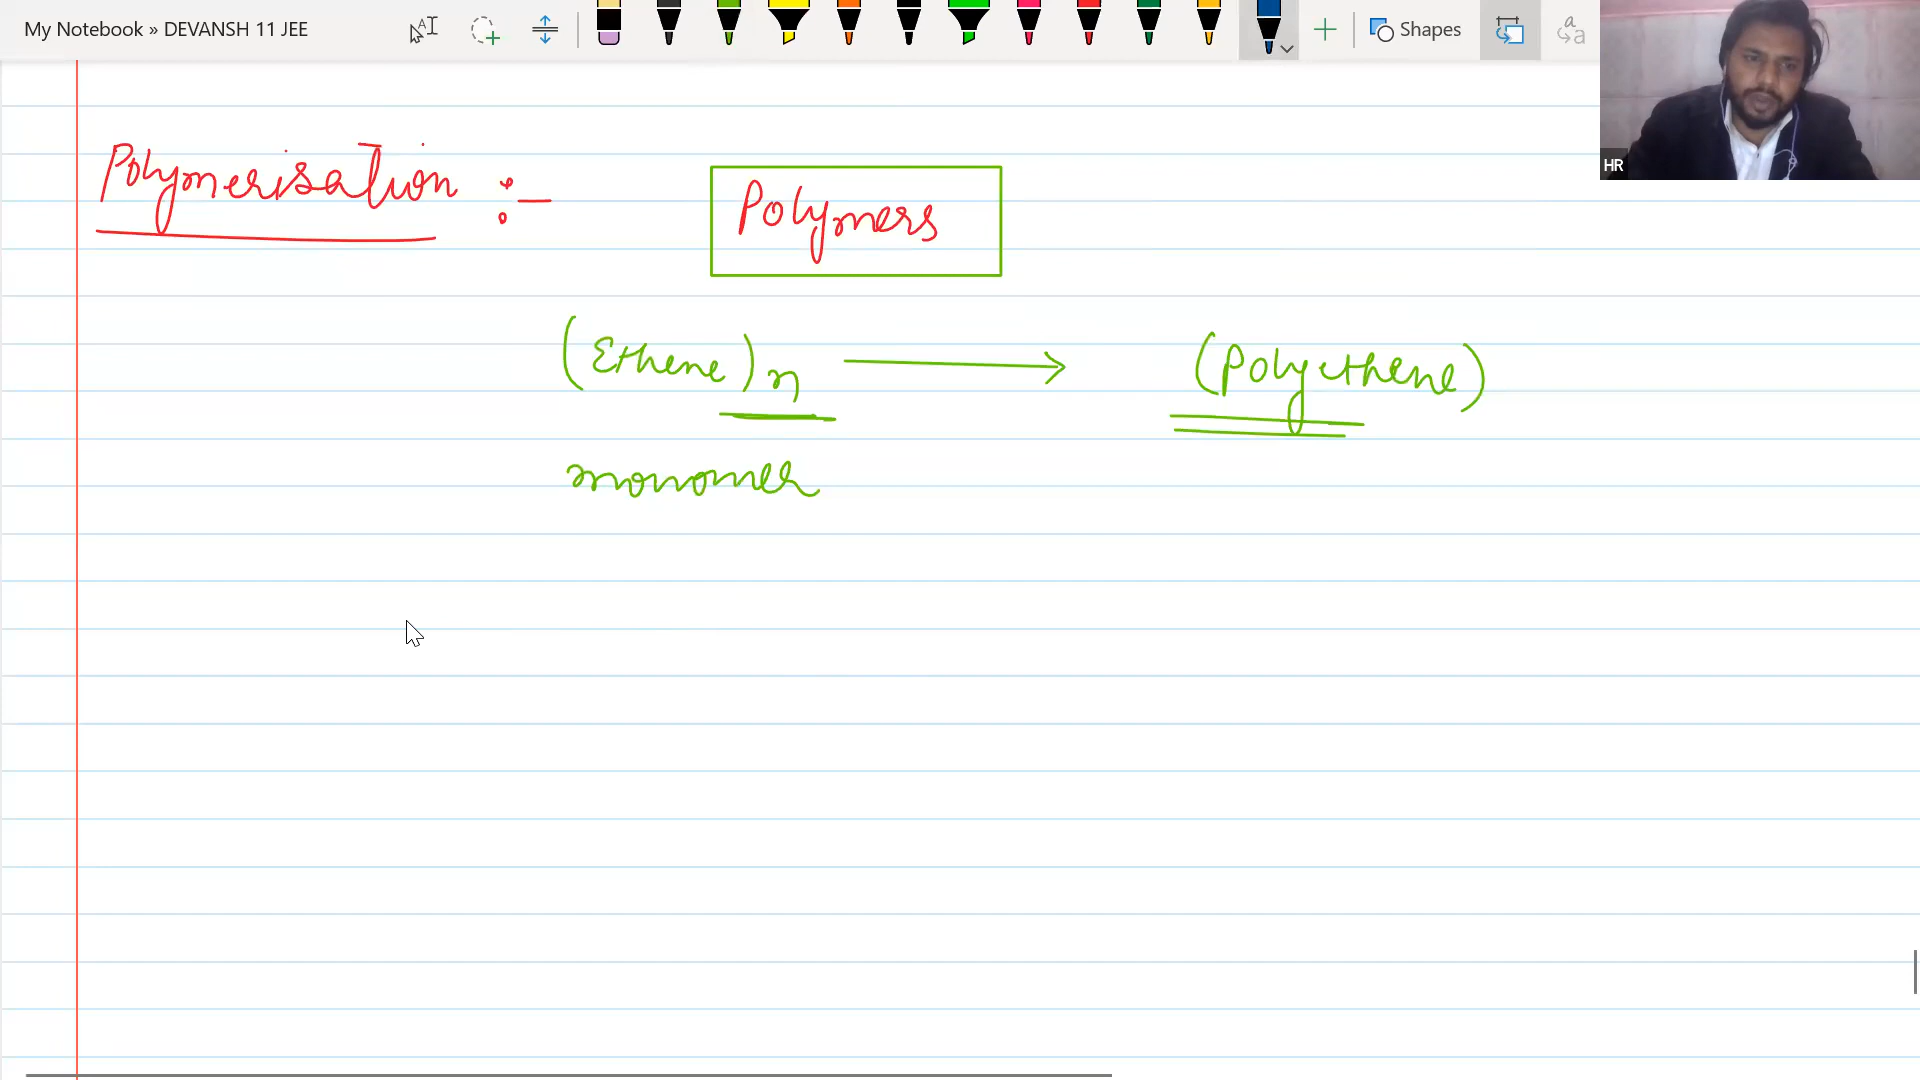 My Notebook » DEVANSH 11 JEE
Shapes
HR
Polymerisation :-
Polymers
(Ethene)n ⟶ (Polyethene)
monomer